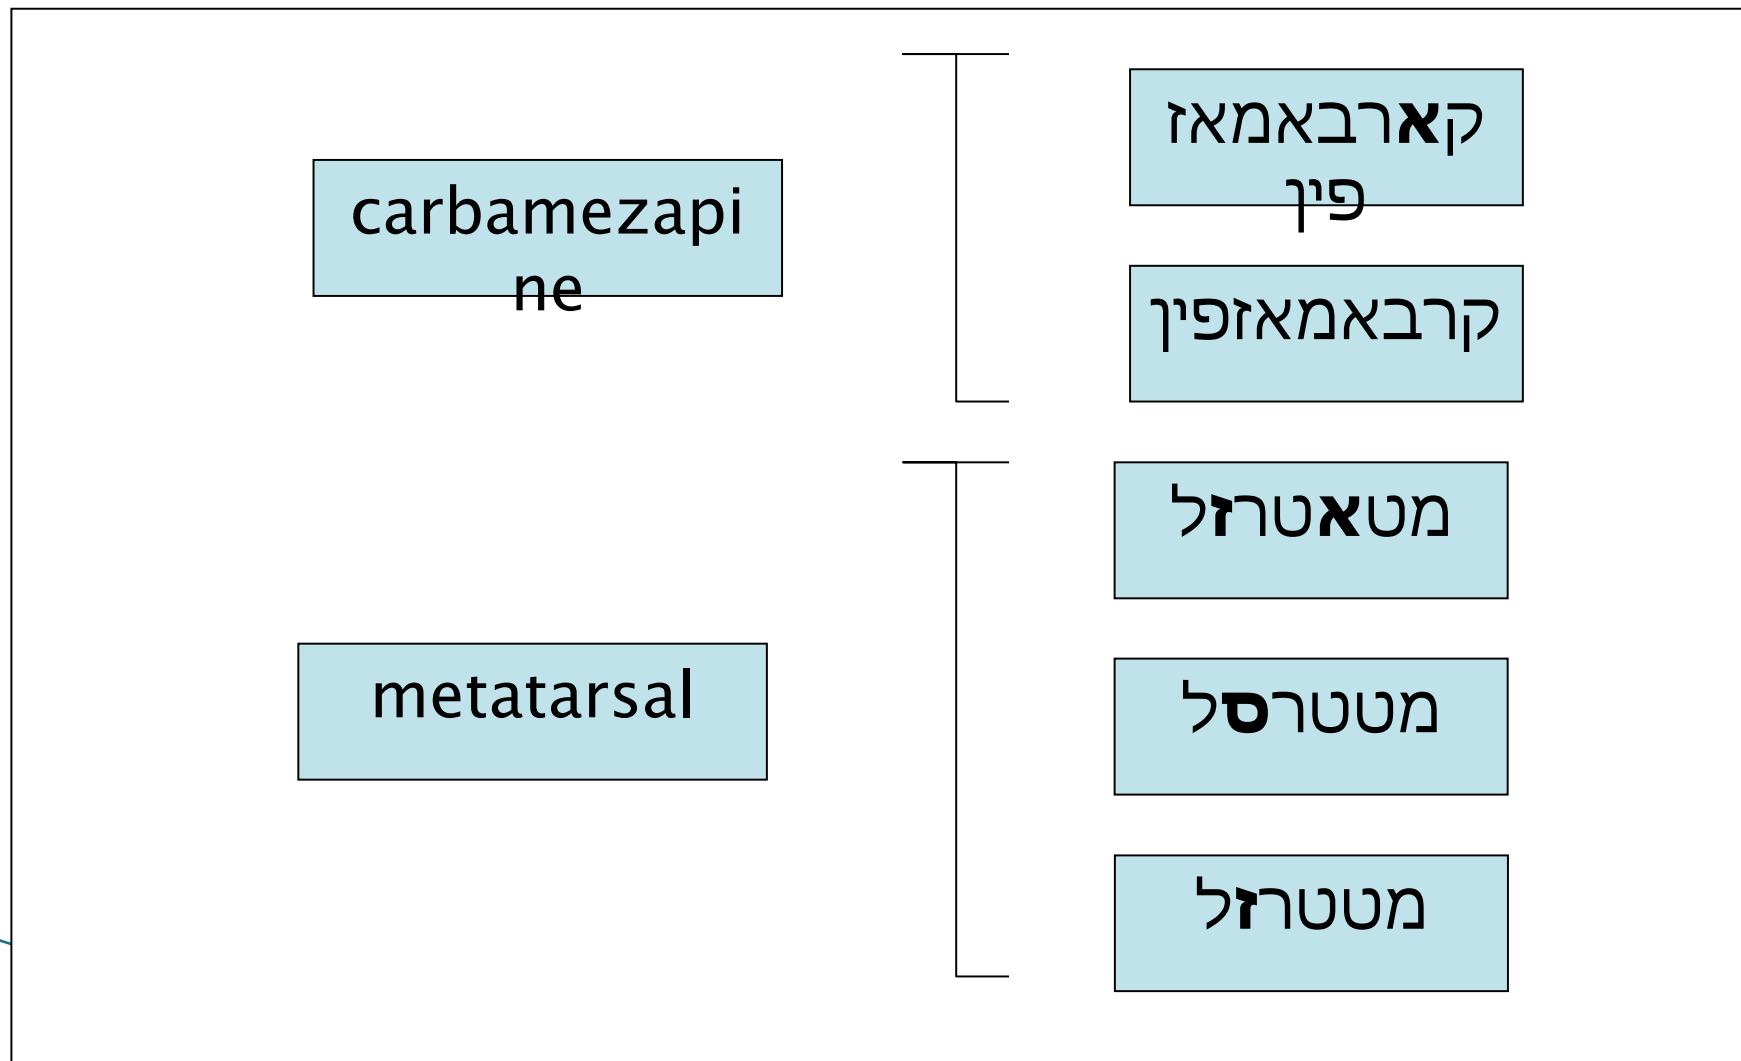 carbamezapi
ne
קארבאמאז
פין
קרבאמאזפין
metatarsal
מטאטרזל
מטטרסל
מטטרזל